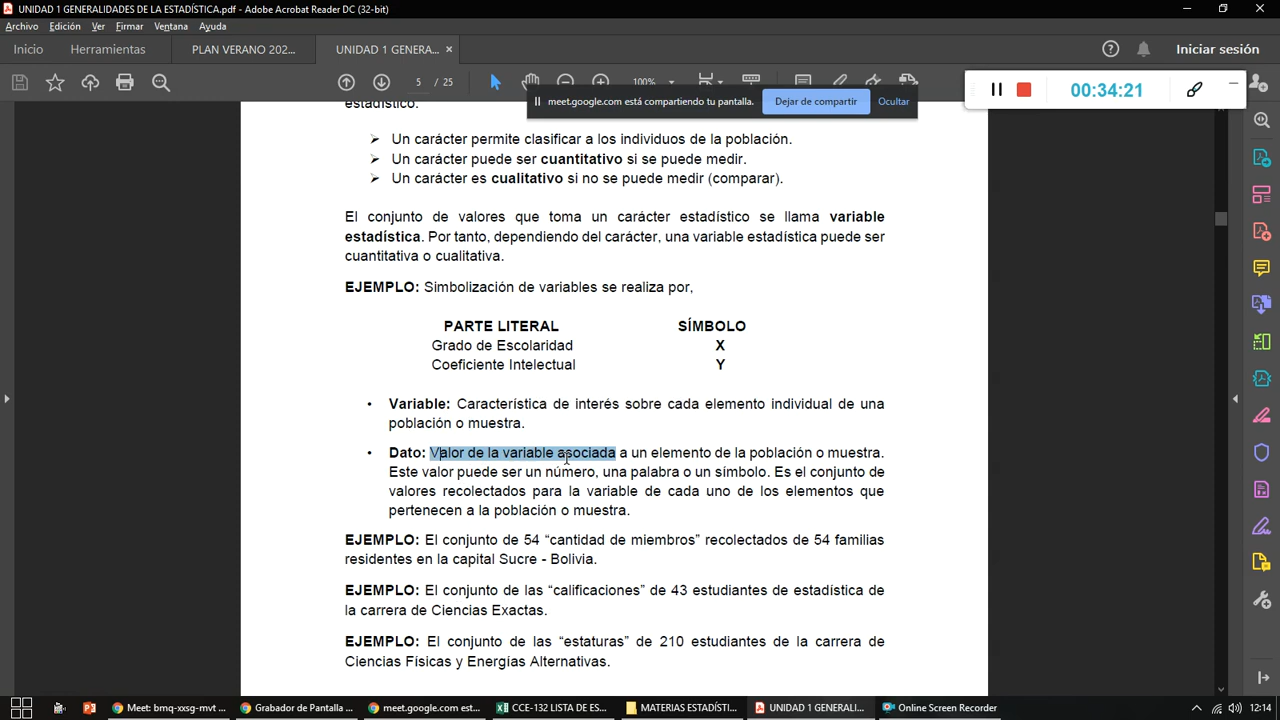 UNIDAD 1 GENERALIDADES DE LA ESTADÍSTICA.pdf - Adobe Acrobat Reader DC (32-bit)
Archivo Edición Ver Firmar Ventana Ayuda
Inicio Herramientas PLAN VERANO 202... UNIDAD 1 GENERA... × Iniciar sesión
5 / 25 100%
meet.google.com está compartiendo tu pantalla. Dejar de compartir Ocultar
00:34:21
estadístico.
➢ Un carácter permite clasificar a los individuos de la población.
➢ Un carácter puede ser cuantitativo si se puede medir.
➢ Un carácter es cualitativo si no se puede medir (comparar).
El conjunto de valores que toma un carácter estadístico se llama variable
estadística. Por tanto, dependiendo del carácter, una variable estadística puede ser
cuantitativa o cualitativa.
EJEMPLO: Simbolización de variables se realiza por,
PARTE LITERAL SÍMBOLO
Grado de Escolaridad X
Coeficiente Intelectual Y
• Variable: Característica de interés sobre cada elemento individual de una
población o muestra.
• Dato: Valor de la variable asociada a un elemento de la población o muestra.
Este valor puede ser un número, una palabra o un símbolo. Es el conjunto de
valores recolectados para la variable de cada uno de los elementos que
pertenecen a la población o muestra.
EJEMPLO: El conjunto de 54 “cantidad de miembros” recolectados de 54 familias
residentes en la capital Sucre - Bolivia.
EJEMPLO: El conjunto de las “calificaciones” de 43 estudiantes de estadística de
la carrera de Ciencias Exactas.
EJEMPLO: El conjunto de las “estaturas” de 210 estudiantes de la carrera de
Ciencias Físicas y Energías Alternativas.
Meet: bmq-xxsg-mvt ... Grabador de Pantalla ... meet.google.com est... CCE-132 LISTA DE ES... MATERIAS ESTADÍSTI... UNIDAD 1 GENERALI... Online Screen Recorder 12:14